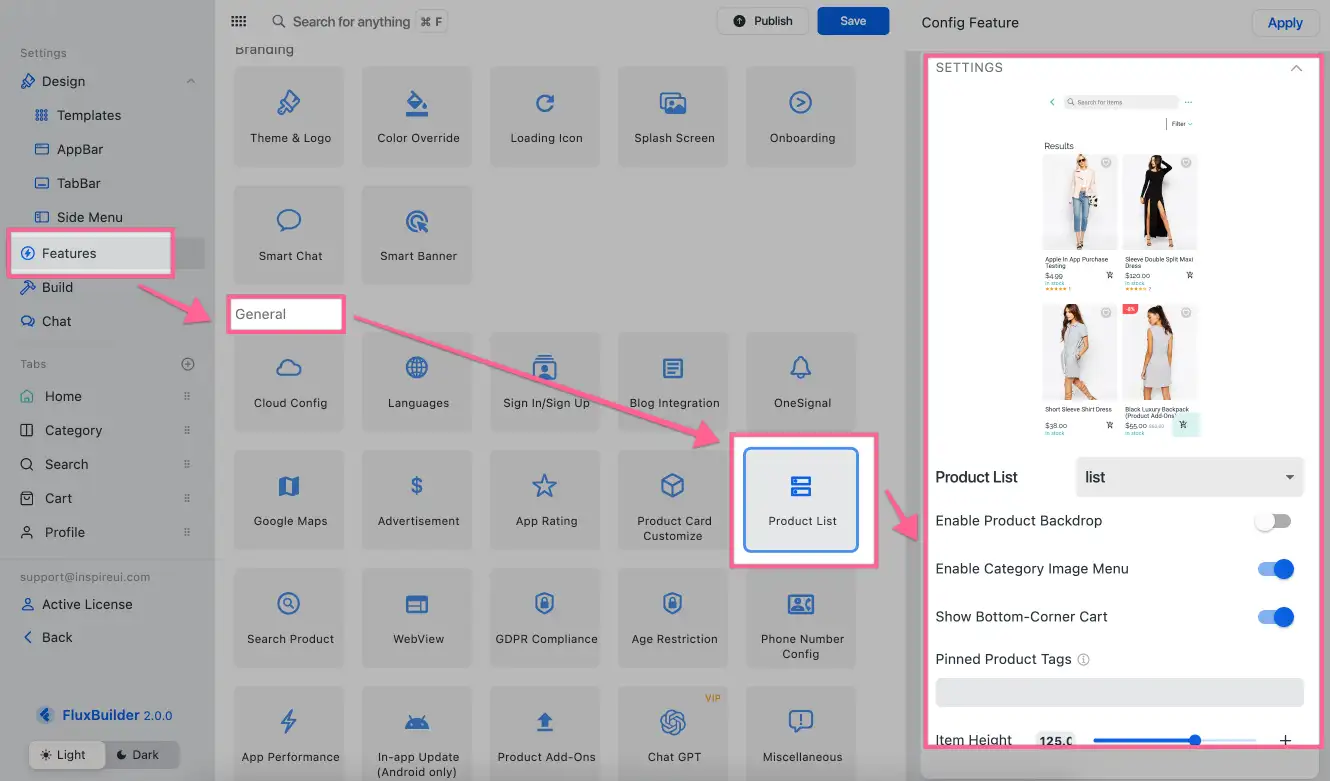 Settings
Design
Templates
AppBar
TabBar
Side Menu
Features
Build
Chat
Tabs
Home
Category
Search
Cart
Profile
support@inspireui.com
Active License
Back
FluxBuilder 2.0.0
Light
Dark
Search for anything ⌘ F
Publish
Save
Branding
Theme & Logo
Color Override
Loading Icon
Splash Screen
Onboarding
Smart Chat
Smart Banner
General
Cloud Config
Languages
Sign In/Sign Up
Blog Integration
OneSignal
Google Maps
Advertisement
App Rating
Product Card
Customize
Product List
Search Product
WebView
GDPR Compliance
Age Restriction
Phone Number
Config
App Performance
In-app Update
(Android only)
Product Add-Ons
VIP
Chat GPT
Miscellaneous
Config Feature
Apply
SETTINGS
Search for Items
Filter
Results
Apple In App Purchase
Testing
$4.99
In stock
1
Sleeve Double Split Maxi
Dress
$120.00
In stock
2
Short Sleeve Shirt Dress
$38.00
In stock
Black Luxury Backpack
(Product Add-Ons)
$55.00
In stock
Product List
list
Enable Product Backdrop
Enable Category Image Menu
Show Bottom-Corner Cart
Pinned Product Tags
Item Height
125.0